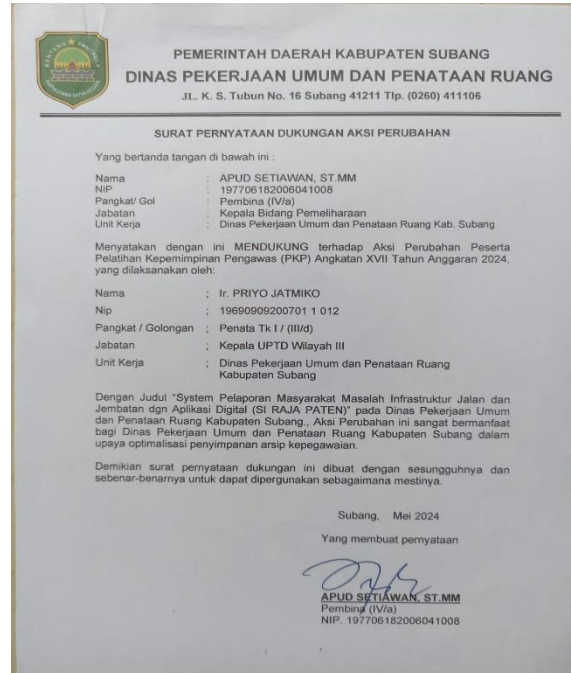 PEMERINTAH DAERAH KABUPATEN SUBANG
DINAS PEKERJAAN UMUM DAN PENATAAN RUANG
JL. K. S. Tubun No. 16 Subang 41211 Tlp. (0260) 411106
SURAT PERNYATAAN DUKUNGAN AKSI PERUBAHAN
Yang bertanda tangan di bawah ini :
Nama : APUD SETIAWAN, ST.MM
NIP : 197706182006041008
Pangkat/ Gol : Pembina (IV/a)
Jabatan : Kepala Bidang Pemeliharaan
Unit Kerja : Dinas Pekerjaan Umum dan Penataan Ruang Kab. Subang
Menyatakan dengan ini MENDUKUNG terhadap Aksi Perubahan Peserta
Pelatihan Kepemimpinan Pengawas (PKP) Angkatan XVII Tahun Anggaran 2024,
yang dilaksanakan oleh:
Nama ; Ir. PRIYO JATMIKO
Nip ; 19690909200701 1 012
Pangkat / Golongan ; Penata Tk I / (III/d)
Jabatan ; Kepala UPTD Wilayah III
Unit Kerja ; Dinas Pekerjaan Umum dan Penataan Ruang
Kabupaten Subang
Dengan Judul "System Pelaporan Masyarakat Masalah Infrastruktur Jalan dan
Jembatan dgn Aplikasi Digital (SI RAJA PATEN)" pada Dinas Pekerjaan Umum
dan Penataan Ruang Kabupaten Subang., Aksi Perubahan ini sangat bermanfaat
bagi Dinas Pekerjaan Umum dan Penataan Ruang Kabupaten Subang dalam
upaya optimalisasi penyimpanan arsip kepegawaian.
Demikian surat pernyataan dukungan ini dibuat dengan sesungguhnya dan
sebenar-benarnya untuk dapat dipergunakan sebagaimana mestinya.
Subang, Mei 2024
Yang membuat pernyataan
APUD SETIAWAN, ST.MM
Pembina (IV/a)
NIP. 197706182006041008